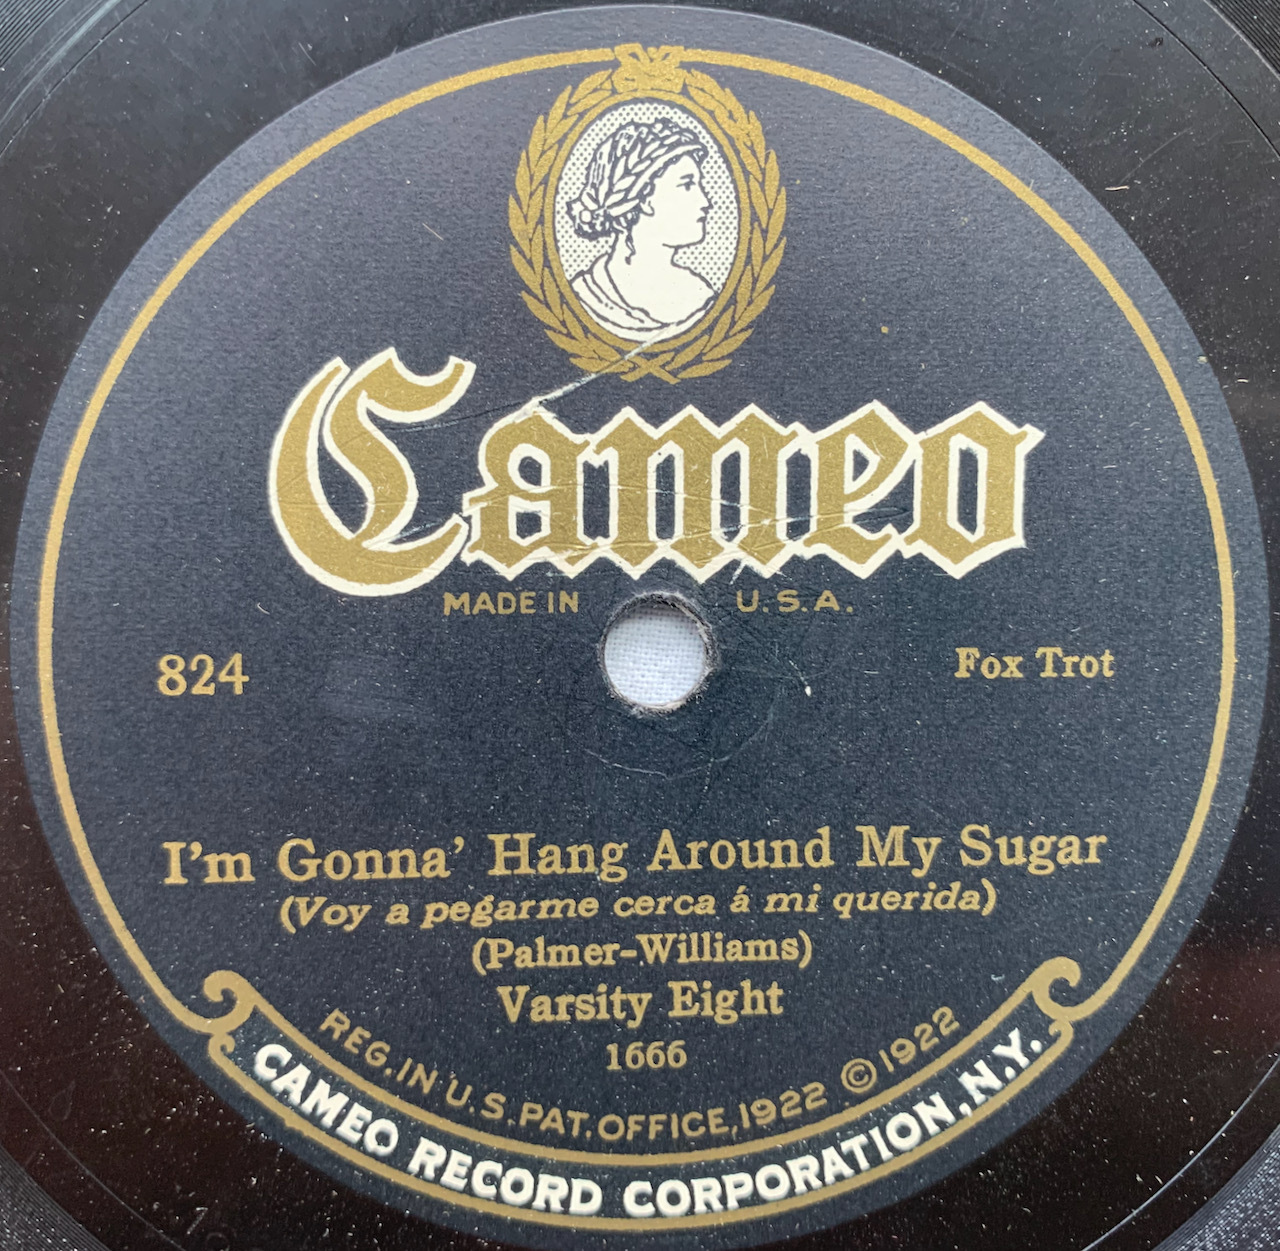 Cameo
MADE IN U.S.A.
824
Fox Trot
I'm Gonna' Hang Around My Sugar
(Voy a pegarme cerca á mi querida)
(Palmer-Williams)
Varsity Eight
1666
REG. IN U.S. PAT. OFFICE, 1922 © 1922
CAMEO RECORD CORPORATION, N.Y.